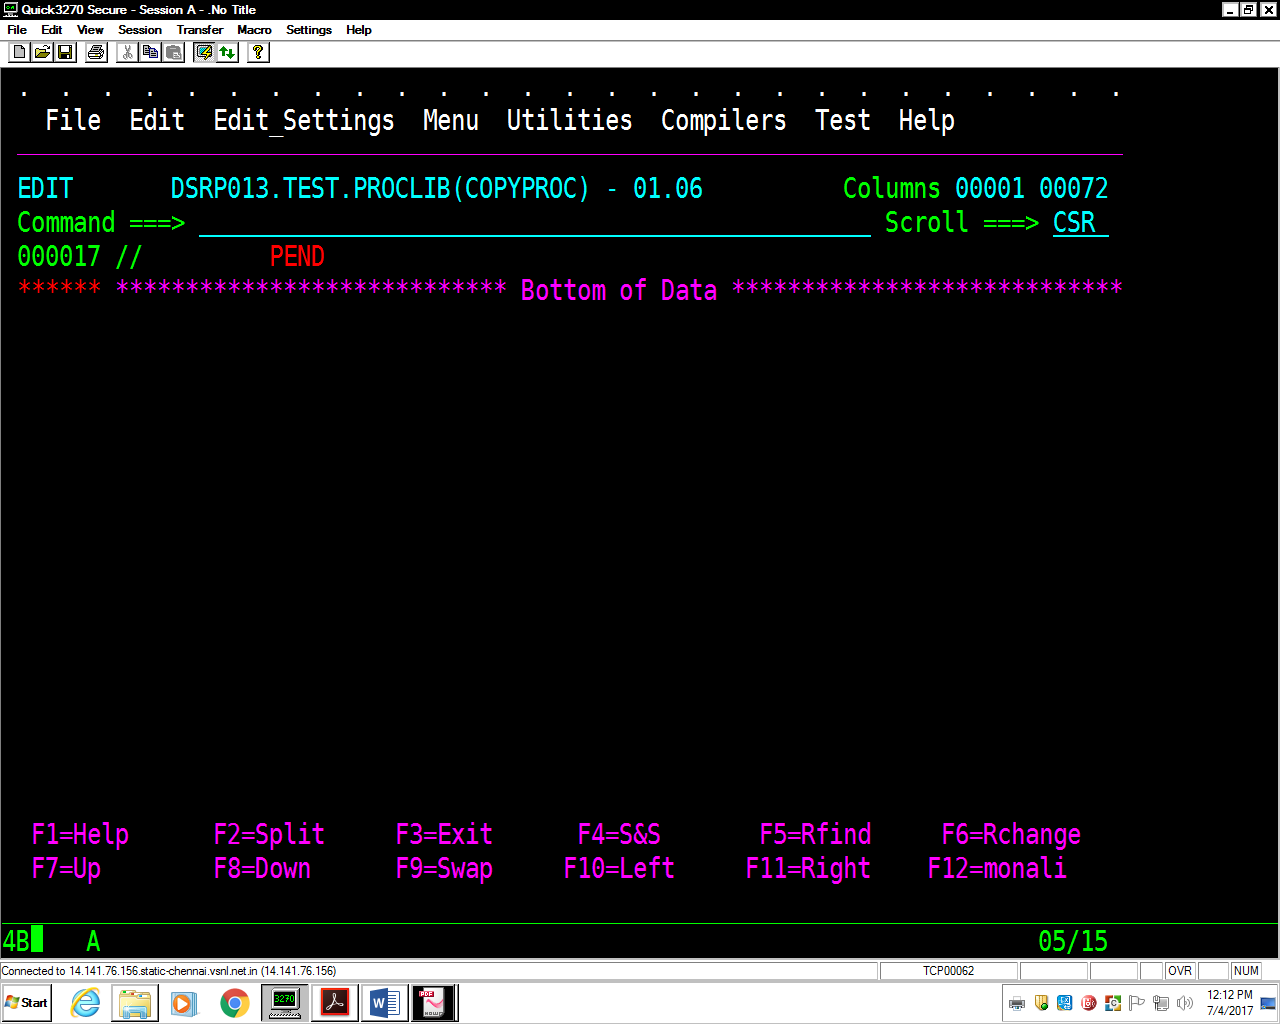 Quick3270 Secure - Session A - .No Title
File Edit View Session Transfer Macro Settings Help
. . . . . . . . . . . . . . . . . . . . . . . . . . .
File Edit Edit_Settings Menu Utilities Compilers Test Help
EDIT DSRP013.TEST.PROCLIB(COPYPROC) - 01.06 Columns 00001 00072
Command ===> Scroll ===> CSR
000017 // PEND
****** **************************** Bottom of Data ****************************
F1=Help F2=Split F3=Exit F4=S&S F5=Rfind F6=Rchange
F7=Up F8=Down F9=Swap F10=Left F11=Right F12=monali
4B A 05/15
Connected to 14.141.76.156.static-chennai.vsnl.net.in (14.141.76.156) TCP00062 OVR NUM
Start 3270 W PDF 12:12 PM
7/4/2017